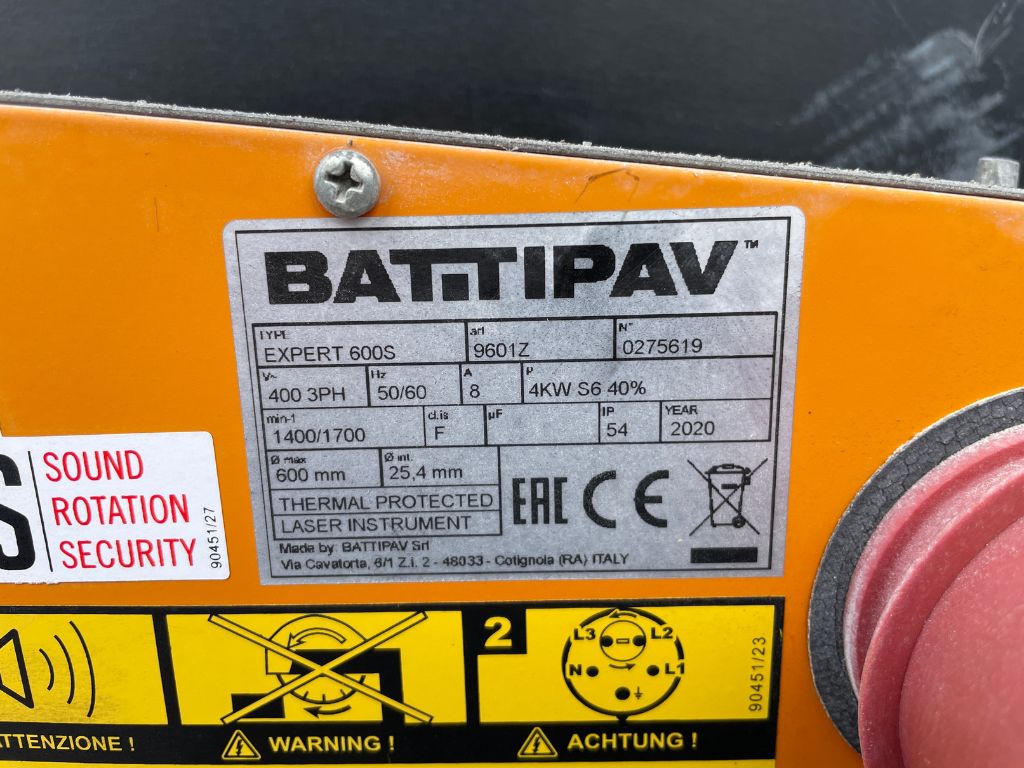 BATTIPAV™
TYPE art N°
EXPERT 600S 9601Z 0275619
V~ Hz A P
400 3PH 50/60 8 4KW S6 40%
min-1 cl.is µF IP YEAR
1400/1700 F 54 2020
Ø max Ø int.
600 mm 25,4 mm
THERMAL PROTECTED
LASER INSTRUMENT
EAC CE
Made by: BATTIPAV Srl
Via Cavatorta, 6/1 Z.i. 2 - 48033 - Cotignola (RA) ITALY
S
SOUND
ROTATION
SECURITY
90451/27
2
L3 L2
N L1
90451/23
ATTENZIONE !
WARNING !
ACHTUNG !